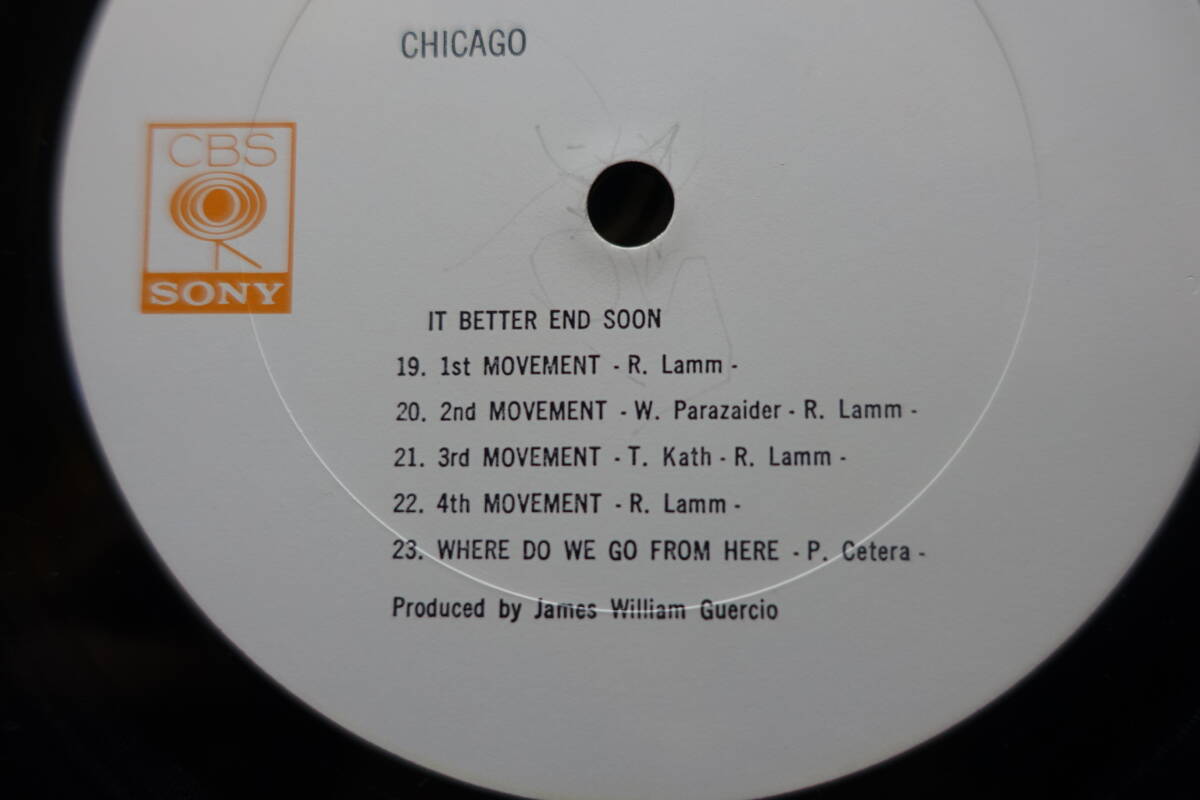 CHICAGO
CBS
SONY
IT BETTER END SOON
19. 1st MOVEMENT - R. Lamm -
20. 2nd MOVEMENT - W. Parazaider - R. Lamm -
21. 3rd MOVEMENT - T. Kath - R. Lamm -
22. 4th MOVEMENT - R. Lamm -
23. WHERE DO WE GO FROM HERE - P. Cetera -
Produced by James William Guercio